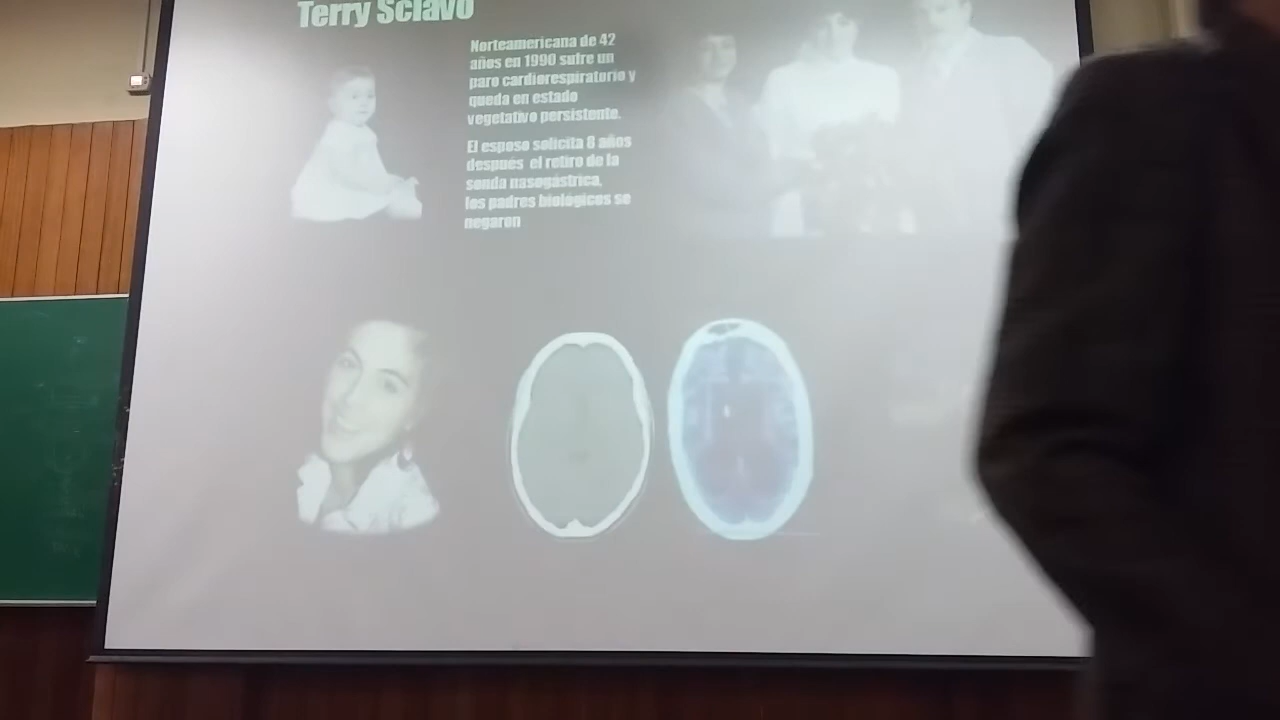 Terry Sclavo
Norteamericana de 42
años en 1990 sufre un
paro cardiorespiratorio y
queda en estado
vegetativo persistente.
El esposo solicita 8 años
después el retiro de la
sonda nasogástrica,
los padres biológicos se
negaron